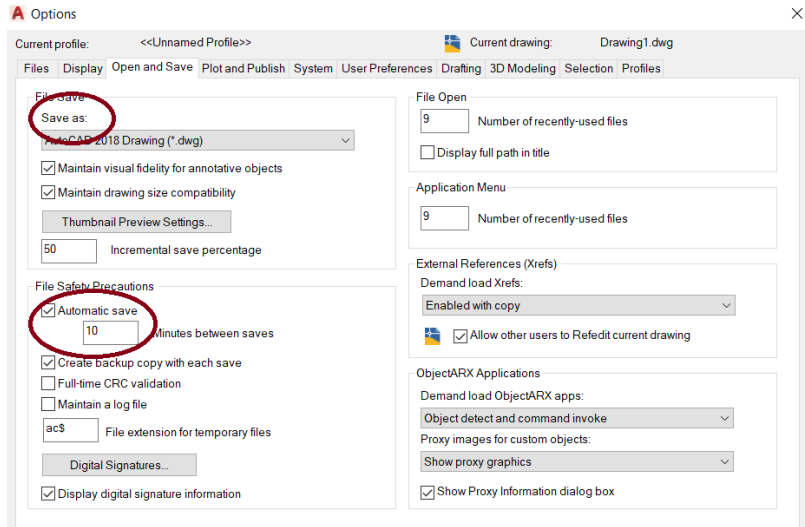 A Options
Current profile: <<Unnamed Profile>> Current drawing: Drawing1.dwg
Files Display Open and Save Plot and Publish System User Preferences Drafting 3D Modeling Selection Profiles
File Save
Save as:
AutoCAD 2018 Drawing (*.dwg)
Maintain visual fidelity for annotative objects
Maintain drawing size compatibility
Thumbnail Preview Settings...
50 Incremental save percentage
File Safety Precautions
Automatic save
10 Minutes between saves
Create backup copy with each save
Full-time CRC validation
Maintain a log file
ac$ File extension for temporary files
Digital Signatures...
Display digital signature information
File Open
9 Number of recently-used files
Display full path in title
Application Menu
9 Number of recently-used files
External References (Xrefs)
Demand load Xrefs:
Enabled with copy
Allow other users to Refedit current drawing
ObjectARX Applications
Demand load ObjectARX apps:
Object detect and command invoke
Proxy images for custom objects:
Show proxy graphics
Show Proxy Information dialog box